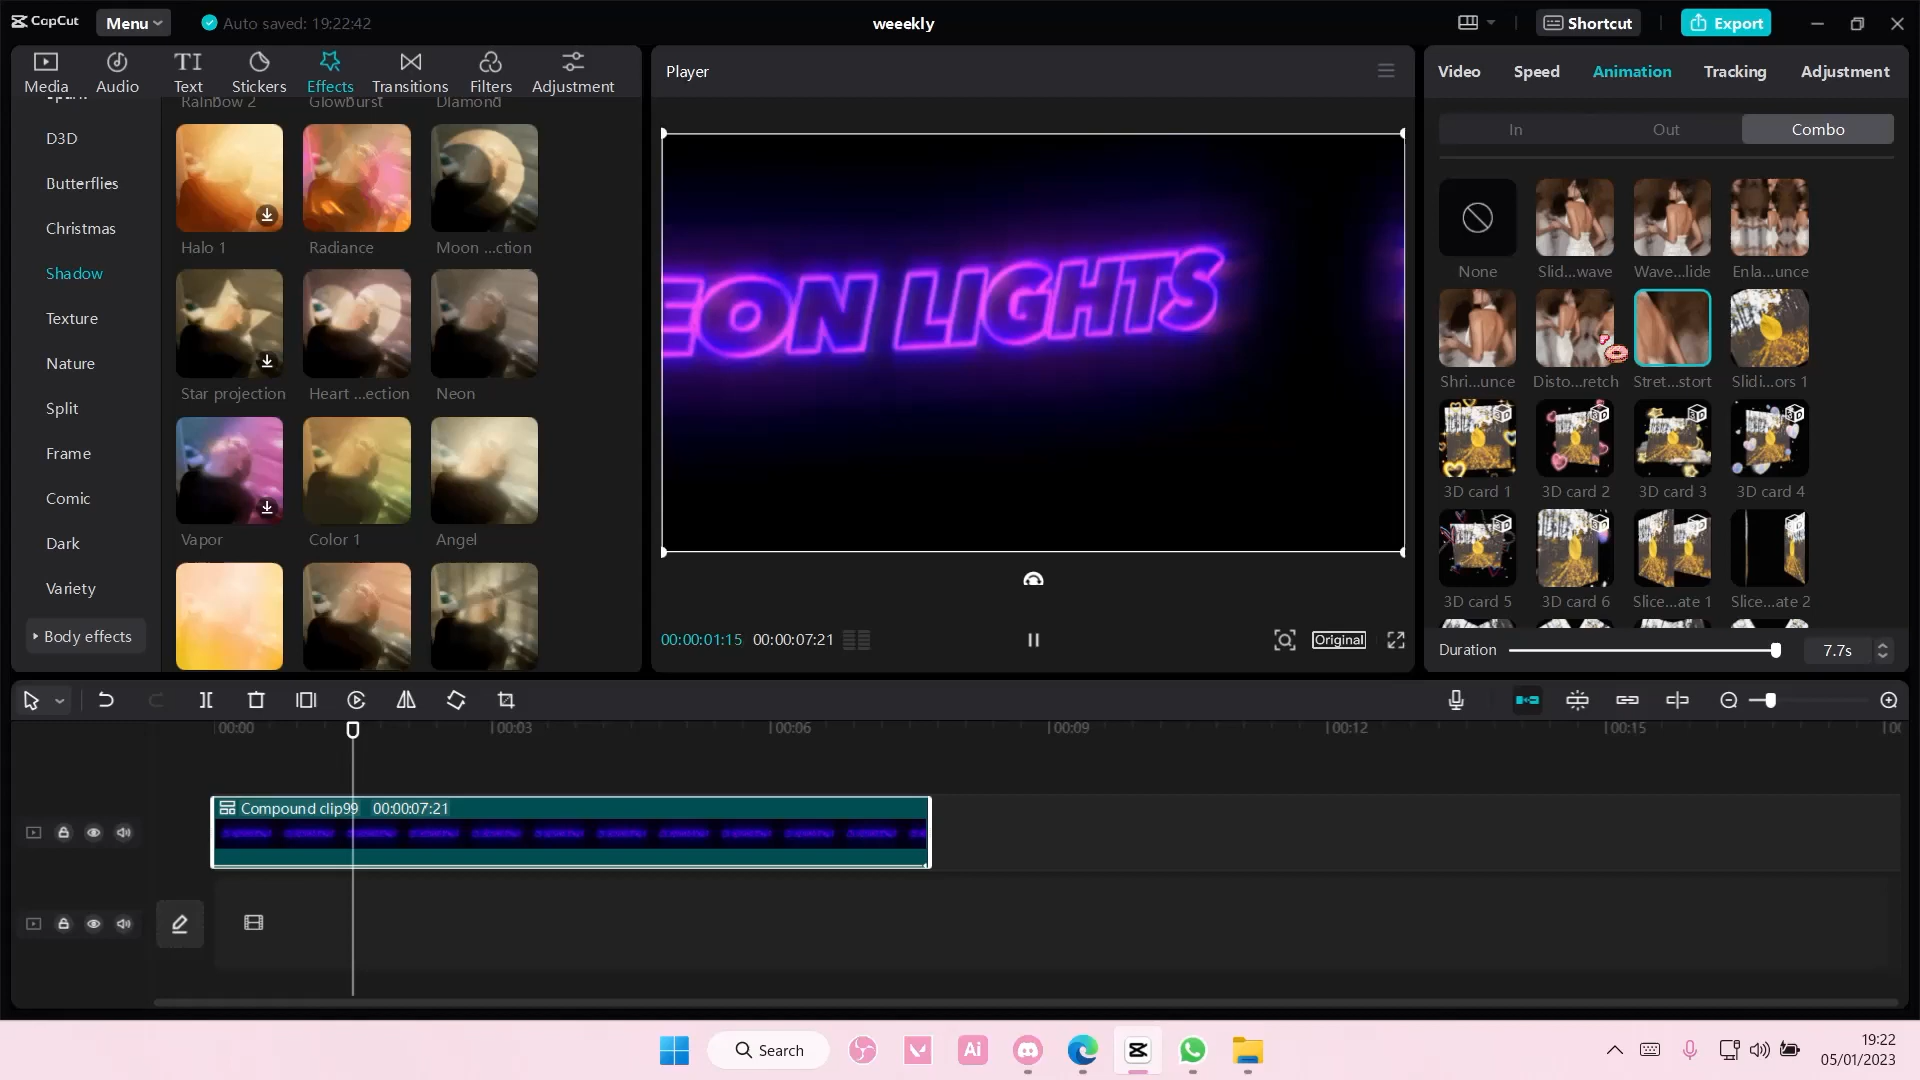 CapCut
Menu
Auto saved: 19:22:42
weeekly
Shortcut
Export
Media
Audio
Text
Stickers
Effects
Transitions
Filters
Adjustment
D3D
Butterflies
Christmas
Shadow
Texture
Nature
Split
Frame
Comic
Dark
Variety
Body effects
Rainbow 2
Glowburst
Diamond
Halo 1
Radiance
Moon ...ction
Star projection
Heart ...ection
Neon
Vapor
Color 1
Angel
Player
EON LIGHTS
00:00:01:15
00:00:07:21
Original
Video
Speed
Animation
Tracking
Adjustment
In
Out
Combo
None
Slid...wave
Wave...lide
Enla...unce
Shri...unce
Disto...retch
Stret...stort
Slidi...ors 1
3D card 1
3D card 2
3D card 3
3D card 4
3D card 5
3D card 6
Slice...ate 1
Slice...ate 2
Duration
7.7s
00:00
00:03
00:06
00:09
00:12
00:15
Compound clip99
00:00:07:21
Search
Ai
19:22
05/01/2023